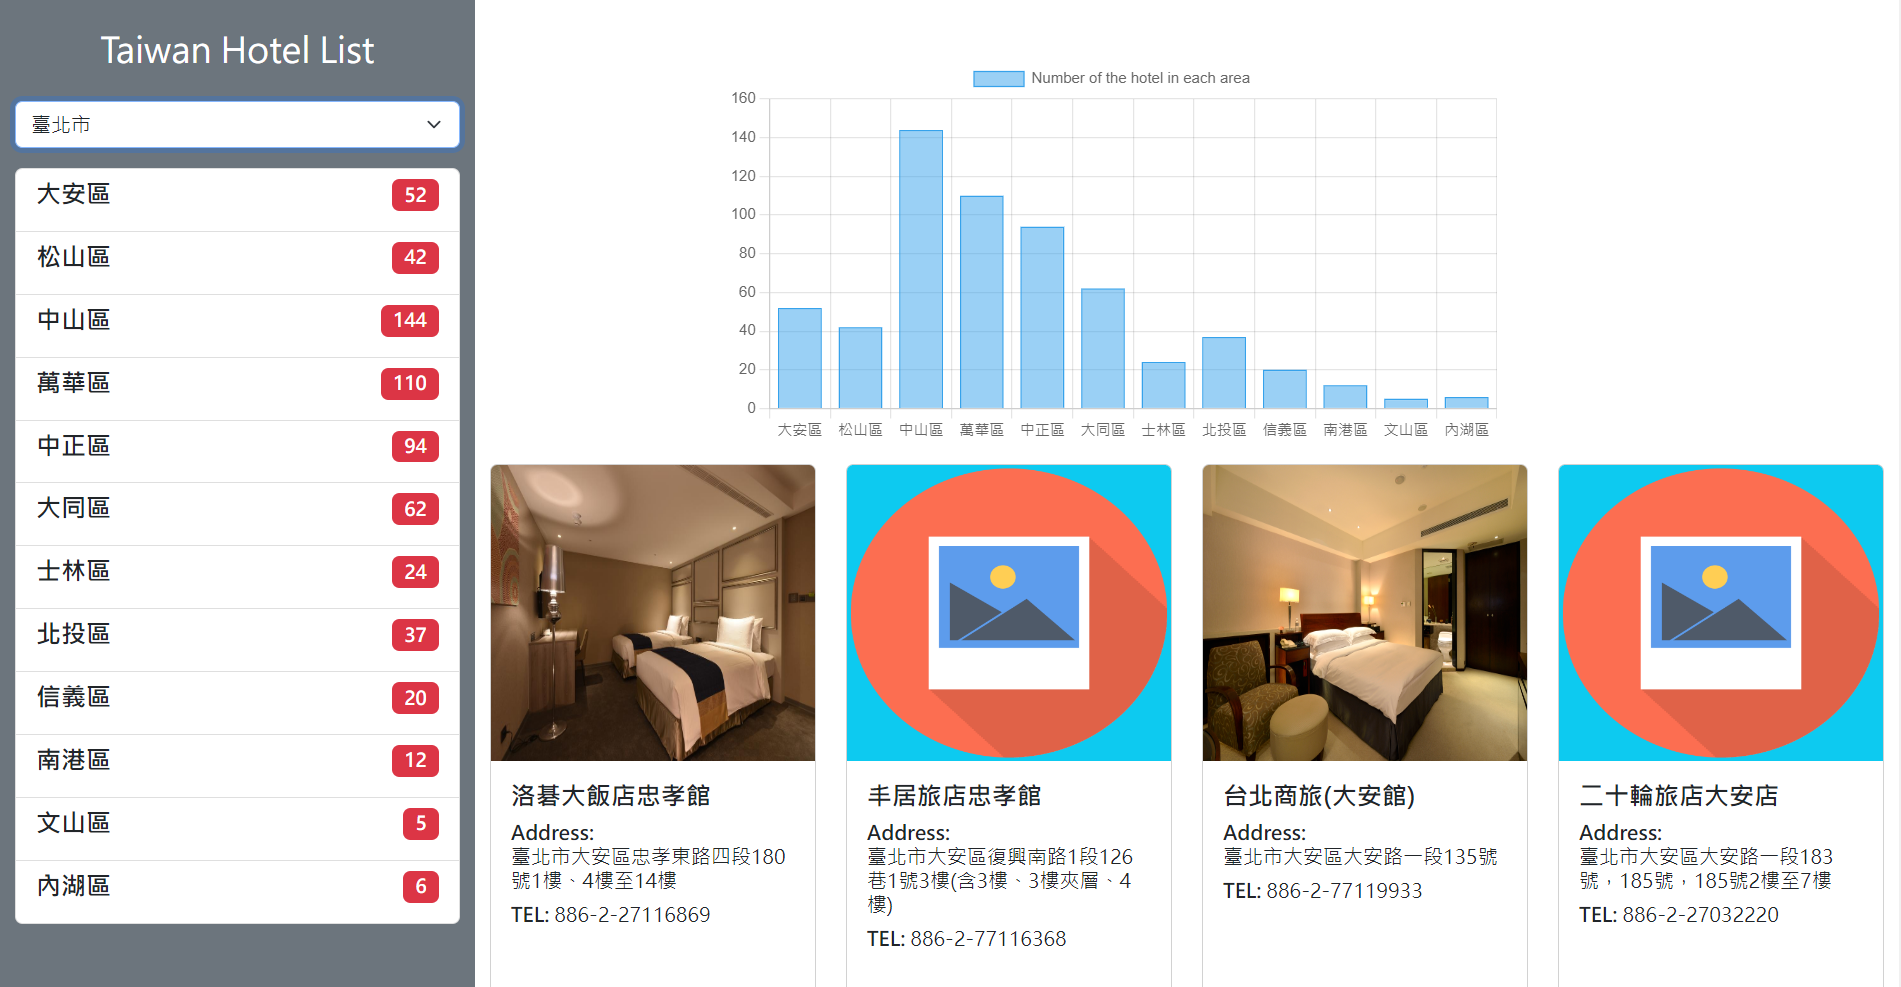 Taiwan Hotel List
臺北市
大安區 52
松山區 42
中山區 144
萬華區 110
中正區 94
大同區 62
士林區 24
北投區 37
信義區 20
南港區 12
文山區 5
內湖區 6
Number of the hotel in each area
160
140
120
100
80
60
40
20
0
大安區 松山區 中山區 萬華區 中正區 大同區 士林區 北投區 信義區 南港區 文山區 內湖區
洛碁大飯店忠孝館
Address:
臺北市大安區忠孝東路四段180
號1樓、4樓至14樓
TEL: 886-2-27116869
丰居旅店忠孝館
Address:
臺北市大安區復興南路1段126
巷1號3樓(含3樓、3樓夾層、4
樓)
TEL: 886-2-77116368
台北商旅(大安館)
Address:
臺北市大安區大安路一段135號
TEL: 886-2-77119933
二十輪旅店大安店
Address:
臺北市大安區大安路一段183
號，185號，185號2樓至7樓
TEL: 886-2-27032220